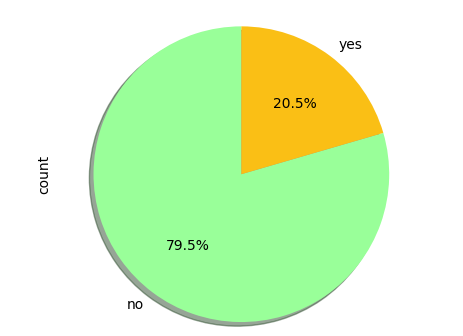 yes
20.5%
count
79.5%
no